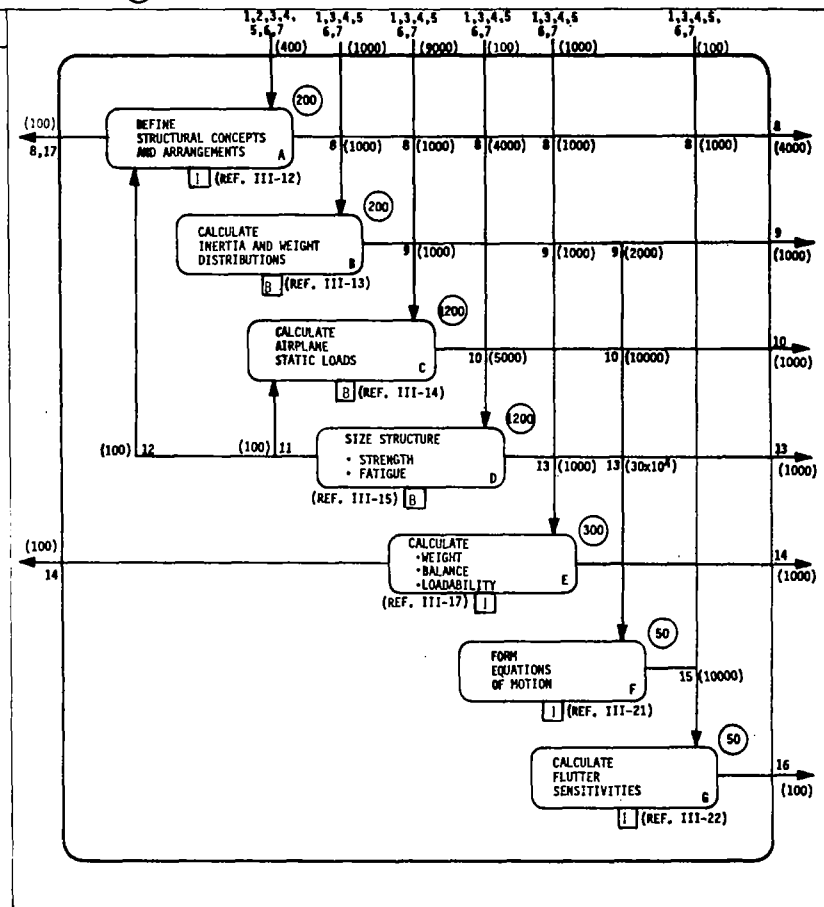 1,2,3,4, 1,3,4,5 1,3,4,5 1,3,4,5 1,3,4,5,6 1,3,4,5,
5,6,7 6,7 6,7 6,7 6,7 6,7
(400) (1000) (9000) (100) (1000) (100)
200
(100)
8,17
DEFINE
STRUCTURAL CONCEPTS
AND ARRANGEMENTS A
8 (1000) 8 (1000) 8 (4000) 8 (1000) 8 (1000)
8
(4000)
I (REF. III-12)
200
CALCULATE
INERTIA AND WEIGHT
DISTRIBUTIONS B
9 (1000) 9 (1000) 9 (2000)
9
(1000)
B (REF. III-13)
1200
CALCULATE
AIRPLANE
STATIC LOADS C
10 (5000) 10 (10000)
10
(1000)
B (REF. III-14)
1200
(100) 12 (100) 11
SIZE STRUCTURE
• STRENGTH
• FATIGUE D
13 (1000) 13 (30x10⁴)
13
(1000)
(REF. III-15) B
300
(100)
14
CALCULATE
•WEIGHT
•BALANCE
•LOADABILITY E
14
(1000)
(REF. III-17) I
50
FORM
EQUATIONS
OF MOTION F
15 (10000)
I (REF. III-21)
50
CALCULATE
FLUTTER
SENSITIVITIES G
16
(100)
I (REF. III-22)